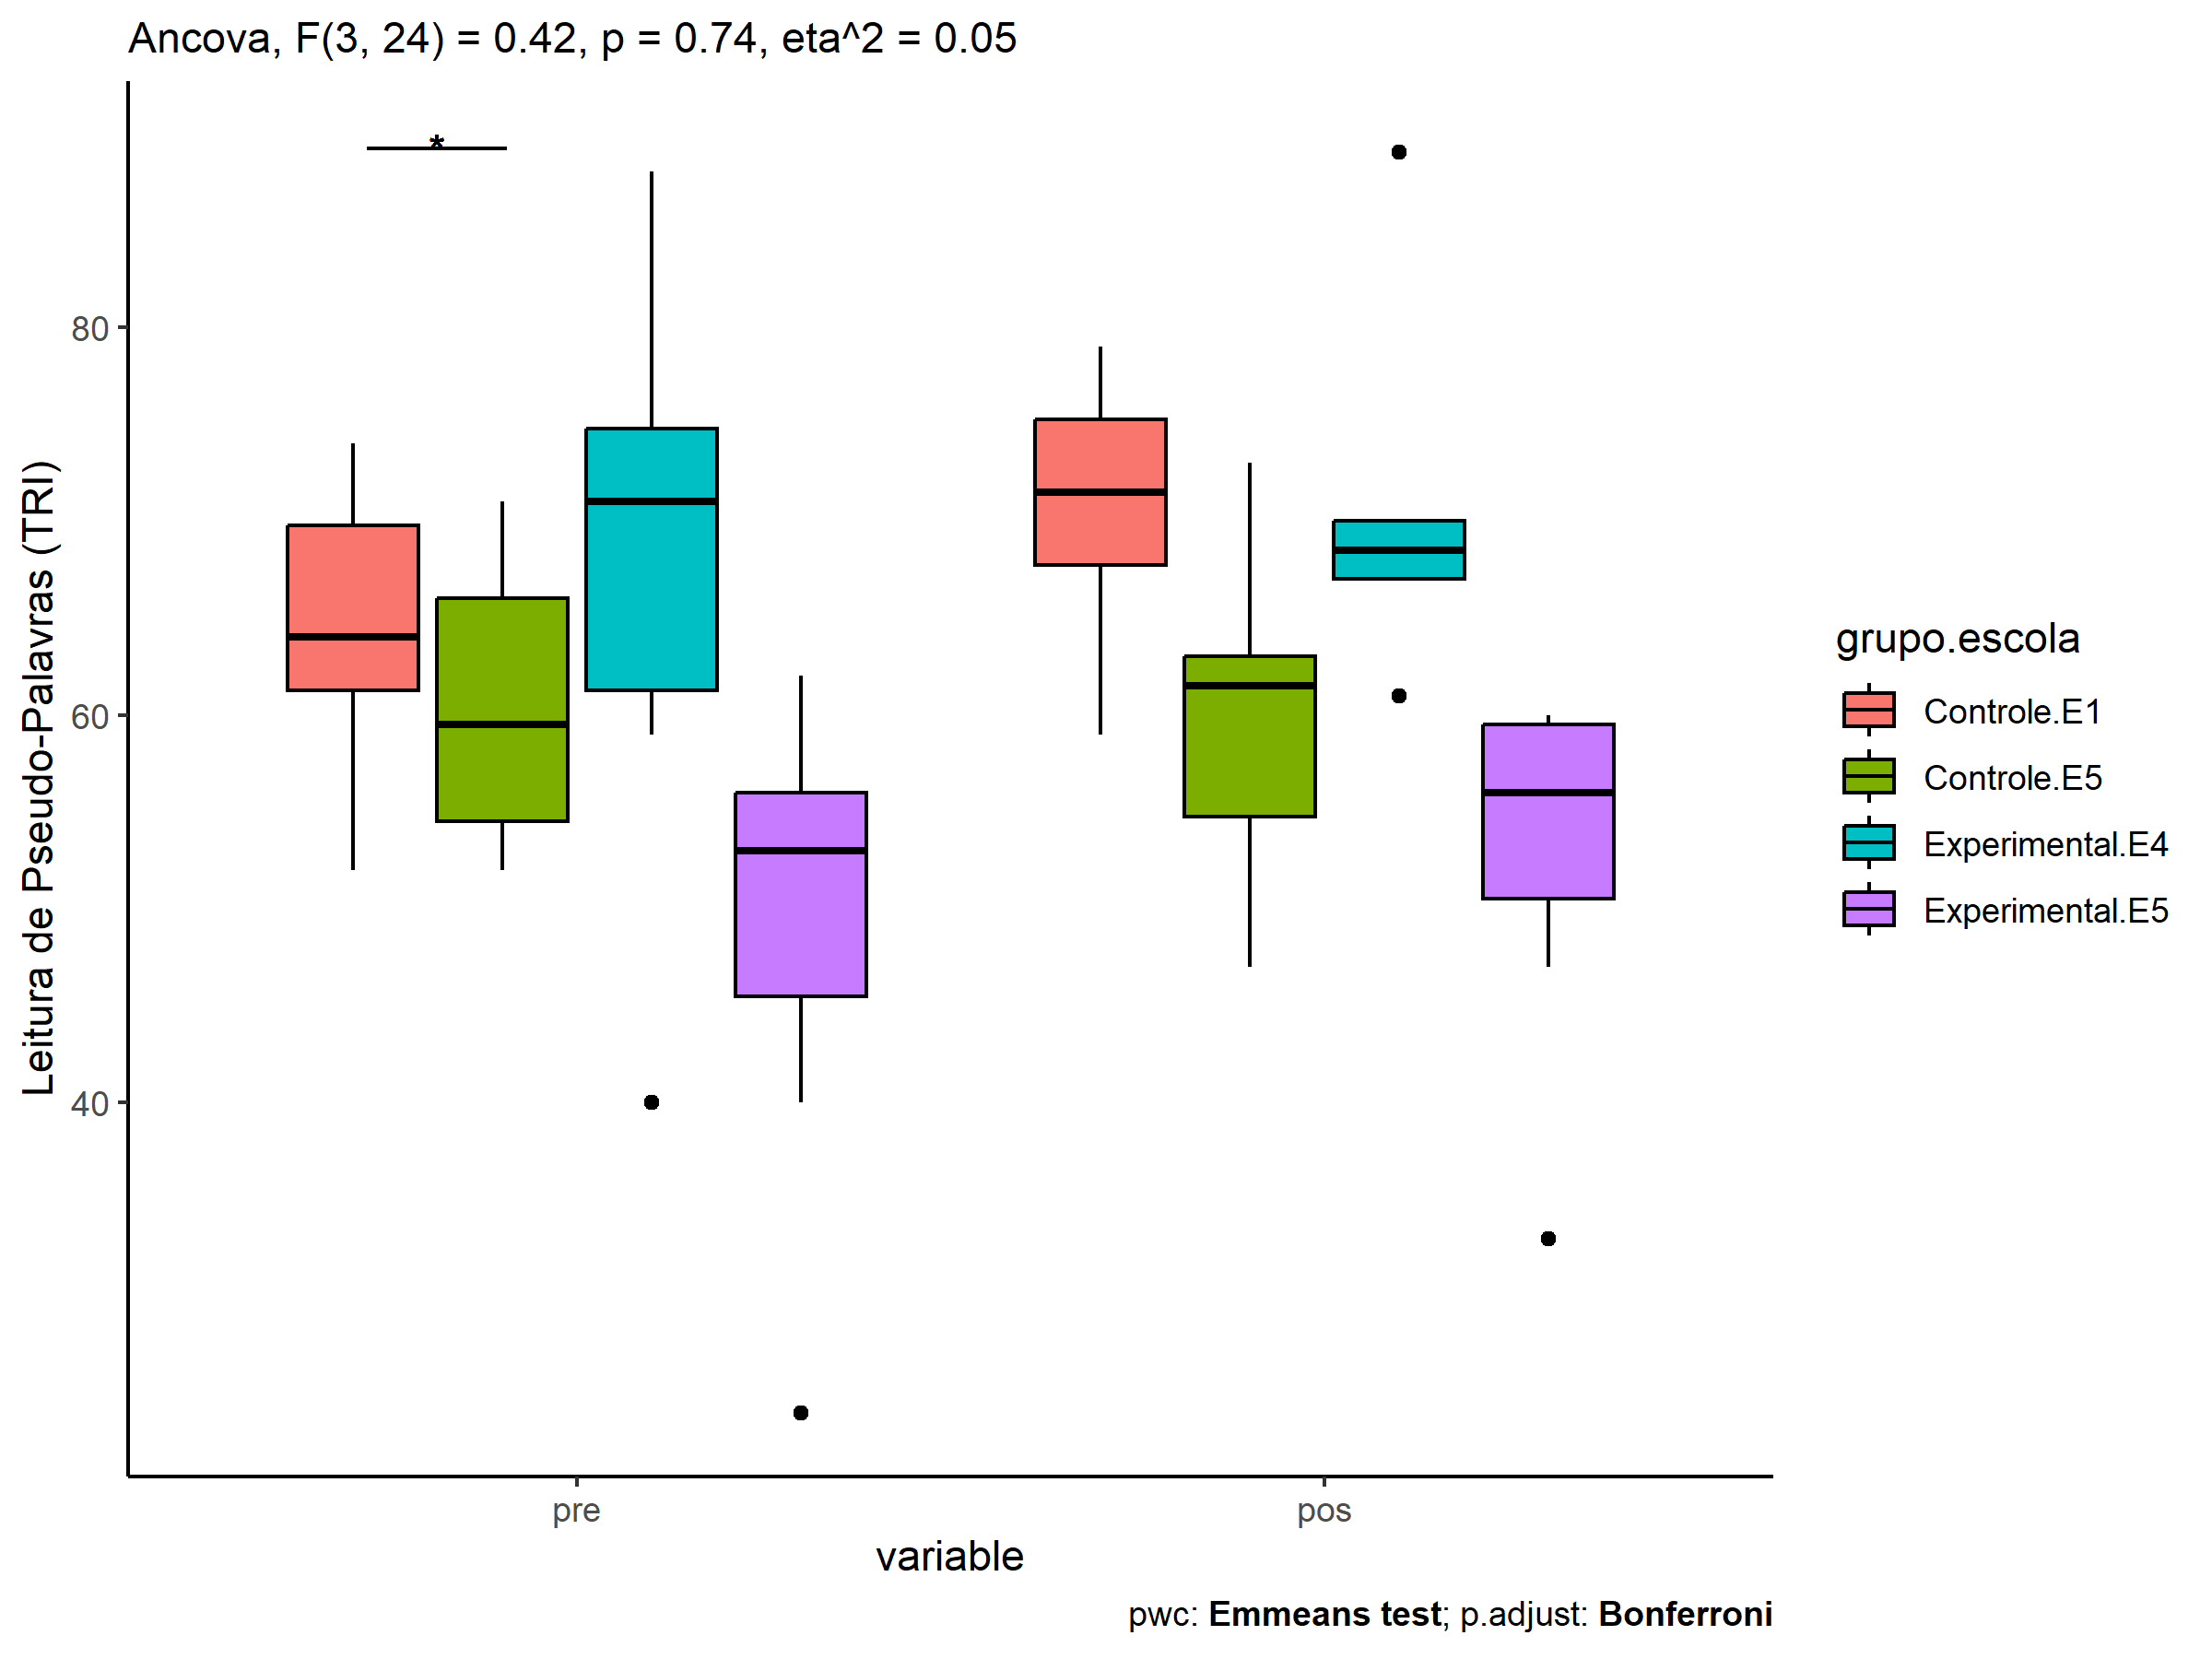 Ancova, F(3, 24) = 0.42, p = 0.74, eta^2 = 0.05
*
Leitura de Pseudo-Palavras (TRI)
80
60
40
pre
pos
variable
grupo.escola
Controle.E1
Controle.E5
Experimental.E4
Experimental.E5
pwc: Emmeans test; p.adjust: Bonferroni